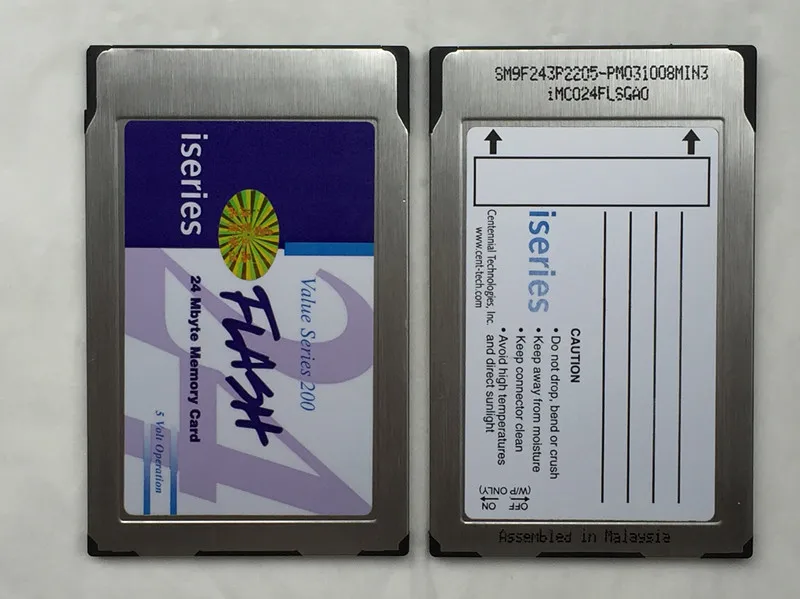 iseries
Value Series 200
FLASH
24
24 Mbyte Memory Card
5 Volt Operation
SM9F243P2205-PM031008MIN3
iMC024FLSGA0
iseries
Centennial Technologies, Inc.
www.cent-tech.com
CAUTION
• Do not drop, bend or crush
• Keep away from moisture
• Keep connector clean
• Avoid high temperatures
and direct sunlight
OFF
ON
(W/P ONLY)
Assembled in Malaysia